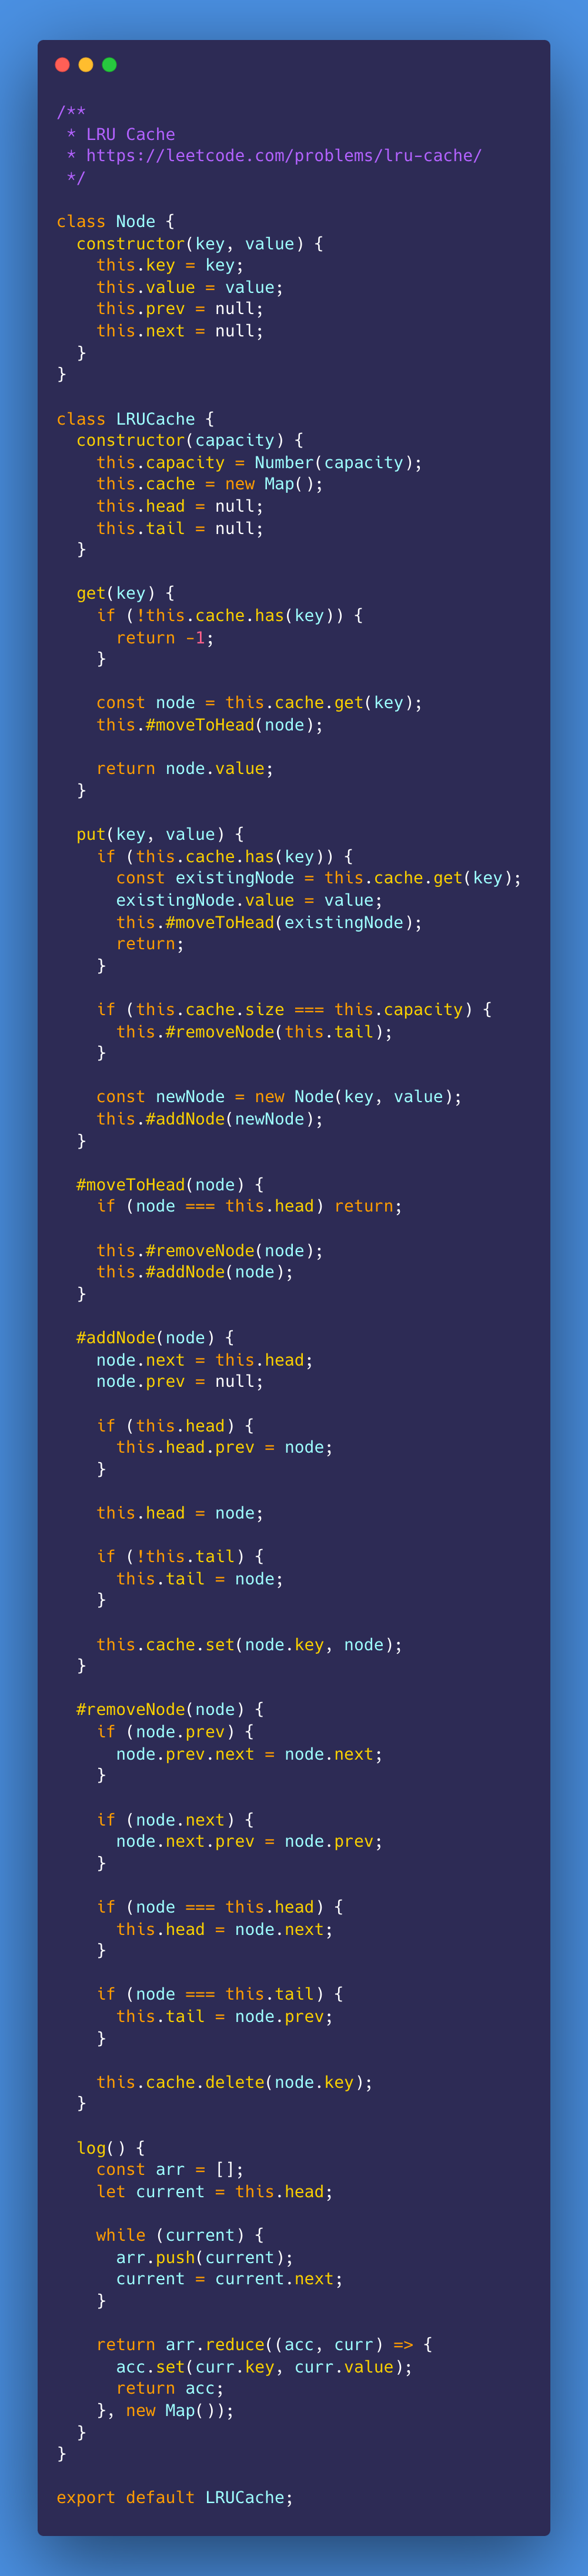 /**
 * LRU Cache
 * https://leetcode.com/problems/lru-cache/
 */

class Node {
  constructor(key, value) {
    this.key = key;
    this.value = value;
    this.prev = null;
    this.next = null;
  }
}

class LRUCache {
  constructor(capacity) {
    this.capacity = Number(capacity);
    this.cache = new Map();
    this.head = null;
    this.tail = null;
  }

  get(key) {
    if (!this.cache.has(key)) {
      return -1;
    }

    const node = this.cache.get(key);
    this.#moveToHead(node);

    return node.value;
  }

  put(key, value) {
    if (this.cache.has(key)) {
      const existingNode = this.cache.get(key);
      existingNode.value = value;
      this.#moveToHead(existingNode);
      return;
    }

    if (this.cache.size === this.capacity) {
      this.#removeNode(this.tail);
    }

    const newNode = new Node(key, value);
    this.#addNode(newNode);
  }

  #moveToHead(node) {
    if (node === this.head) return;

    this.#removeNode(node);
    this.#addNode(node);
  }

  #addNode(node) {
    node.next = this.head;
    node.prev = null;

    if (this.head) {
      this.head.prev = node;
    }

    this.head = node;

    if (!this.tail) {
      this.tail = node;
    }

    this.cache.set(node.key, node);
  }

  #removeNode(node) {
    if (node.prev) {
      node.prev.next = node.next;
    }

    if (node.next) {
      node.next.prev = node.prev;
    }

    if (node === this.head) {
      this.head = node.next;
    }

    if (node === this.tail) {
      this.tail = node.prev;
    }

    this.cache.delete(node.key);
  }

  log() {
    const arr = [];
    let current = this.head;

    while (current) {
      arr.push(current);
      current = current.next;
    }

    return arr.reduce((acc, curr) => {
      acc.set(curr.key, curr.value);
      return acc;
    }, new Map());
  }
}

export default LRUCache;